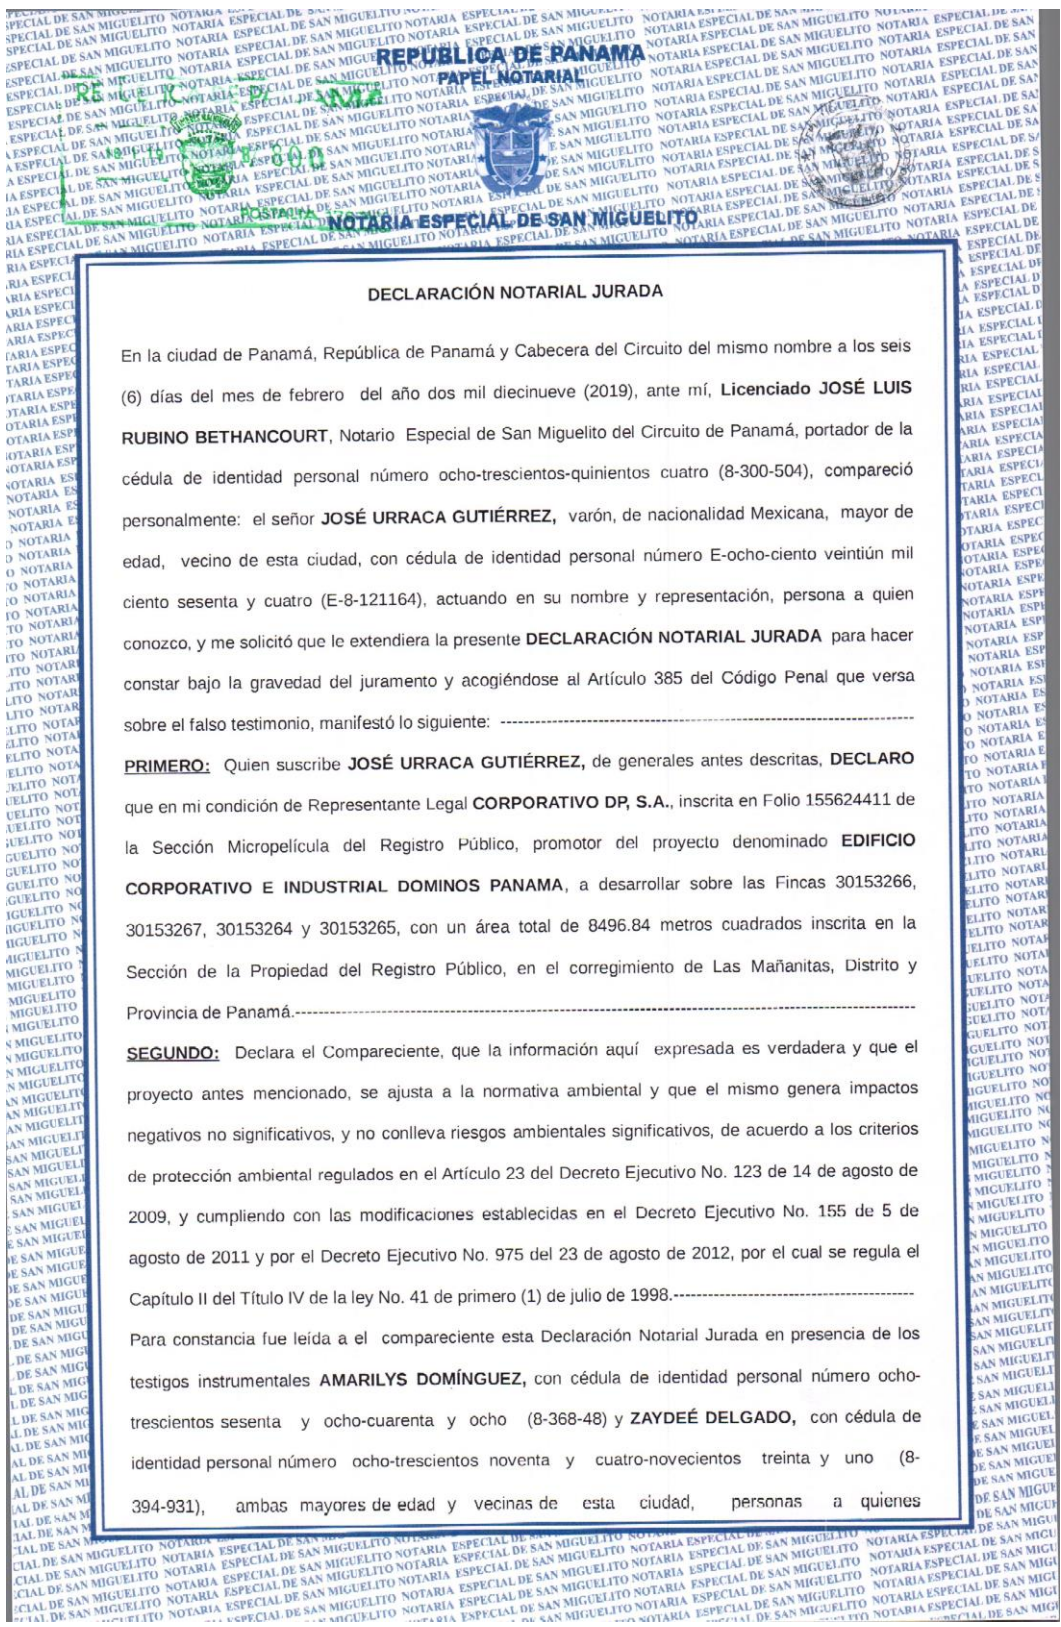 REPUBLICA DE PANAMA
PAPEL NOTARIAL
NOTARIA ESPECIAL DE SAN MIGUELITO
DECLARACIÓN NOTARIAL JURADA
En la ciudad de Panamá, República de Panamá y Cabecera del Circuito del mismo nombre a los seis
(6) días del mes de febrero del año dos mil diecinueve (2019), ante mí, Licenciado JOSÉ LUIS
RUBINO BETHANCOURT, Notario Especial de San Miguelito del Circuito de Panamá, portador de la
cédula de identidad personal número ocho-trescientos-quinientos cuatro (8-300-504), compareció
personalmente: el señor JOSÉ URRACA GUTIÉRREZ, varón, de nacionalidad Mexicana, mayor de
edad, vecino de esta ciudad, con cédula de identidad personal número E-ocho-ciento veintiún mil
ciento sesenta y cuatro (E-8-121164), actuando en su nombre y representación, persona a quien
conozco, y me solicitó que le extendiera la presente DECLARACIÓN NOTARIAL JURADA para hacer
constar bajo la gravedad del juramento y acogiéndose al Artículo 385 del Código Penal que versa
sobre el falso testimonio, manifestó lo siguiente: ------------------------------------------------------------
PRIMERO: Quien suscribe JOSÉ URRACA GUTIÉRREZ, de generales antes descritas, DECLARO
que en mi condición de Representante Legal CORPORATIVO DP, S.A., inscrita en Folio 155624411 de
la Sección Micropelícula del Registro Público, promotor del proyecto denominado EDIFICIO
CORPORATIVO E INDUSTRIAL DOMINOS PANAMA, a desarrollar sobre las Fincas 30153266,
30153267, 30153264 y 30153265, con un área total de 8496.84 metros cuadrados inscrita en la
Sección de la Propiedad del Registro Público, en el corregimiento de Las Mañanitas, Distrito y
Provincia de Panamá.------------------------------------------------------------------------------------------
SEGUNDO: Declara el Compareciente, que la información aquí expresada es verdadera y que el
proyecto antes mencionado, se ajusta a la normativa ambiental y que el mismo genera impactos
negativos no significativos, y no conlleva riesgos ambientales significativos, de acuerdo a los criterios
de protección ambiental regulados en el Artículo 23 del Decreto Ejecutivo No. 123 de 14 de agosto de
2009, y cumpliendo con las modificaciones establecidas en el Decreto Ejecutivo No. 155 de 5 de
agosto de 2011 y por el Decreto Ejecutivo No. 975 del 23 de agosto de 2012, por el cual se regula el
Capítulo II del Título IV de la ley No. 41 de primero (1) de julio de 1998.-----------------------------------
Para constancia fue leída a el compareciente esta Declaración Notarial Jurada en presencia de los
testigos instrumentales AMARILYS DOMÍNGUEZ, con cédula de identidad personal número ocho-
trescientos sesenta y ocho-cuarenta y ocho (8-368-48) y ZAYDEÉ DELGADO, con cédula de
identidad personal número ocho-trescientos noventa y cuatro-novecientos treinta y uno (8-
394-931), ambas mayores de edad y vecinas de esta ciudad, personas a quienes